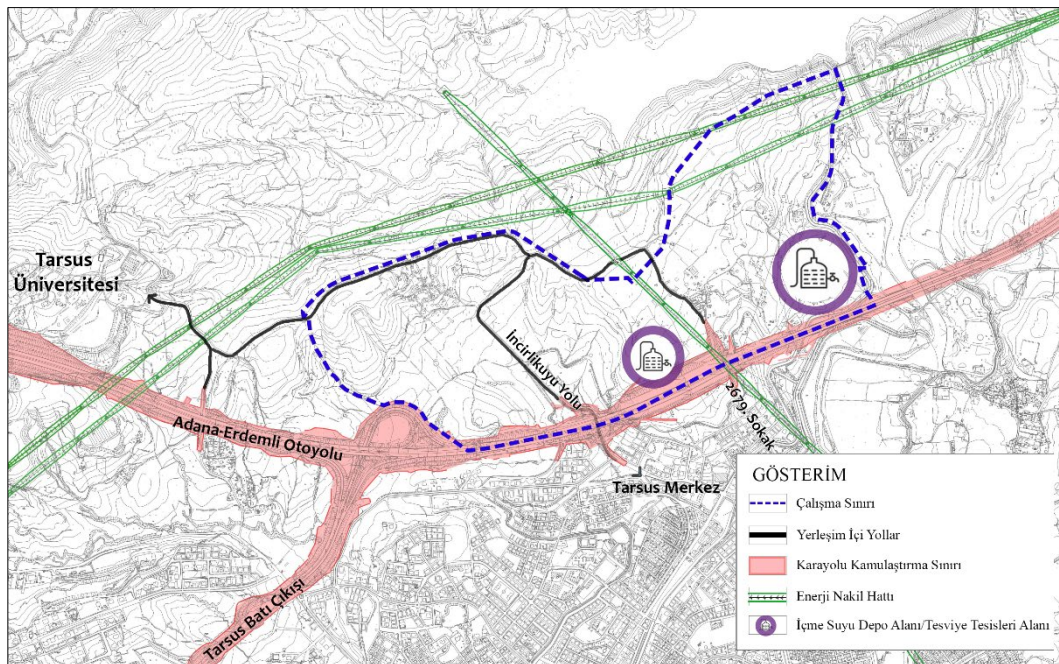 Tarsus
Üniversitesi
Adana-Erdemli Otoyolu
Tarsus Batı Çıkışı
İncirlikuyu Yolu
2679. Sokak
Tarsus Merkez
GÖSTERİM
Çalışma Sınırı
Yerleşim İçi Yollar
Karayolu Kamulaştırma Sınırı
Enerji Nakil Hattı
İçme Suyu Depo Alanı/Tesviye Tesisleri Alanı